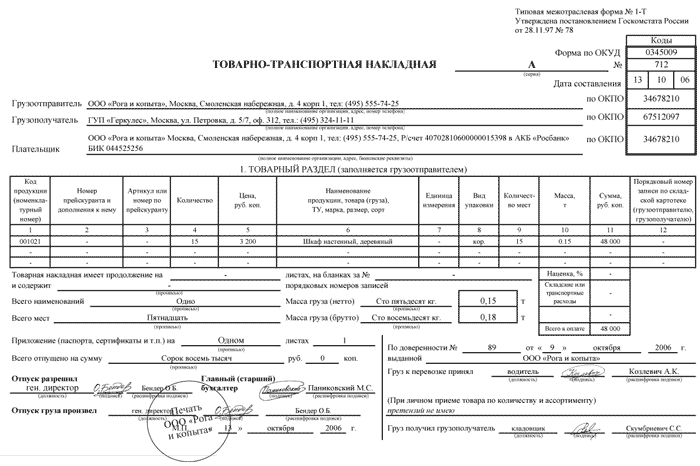 Типовая межотраслевая форма № 1-Т
Утверждена постановлением Госкомстата России
от 28.11.97 № 78
Коды
Форма по ОКУД 0345009
ТОВАРНО-ТРАНСПОРТНАЯ НАКЛАДНАЯ А № 712
(серия)
Дата составления 13 10 06
Грузоотправитель ООО «Рога и копыта», Москва, Смоленская набережная, д. 4 корп 1, тел: (495) 555-74-25 по ОКПО 34678210
(полное наименование организации, адрес, номер телефона)
Грузополучатель ГУП «Геркулес», Москва, ул. Петровка, д. 5/7, оф. 312, тел.: (495) 324-11-11 по ОКПО 67512097
(полное наименование организации, адрес, номер телефона)
Плательщик ООО «Рога и копыта» Москва, Смоленская набережная, д. 4 корп 1, тел: (495) 555-74-25, Р/счет 40702810600000015398 в АКБ «Росбанк» по ОКПО 34678210
БИК 044525256
(полное наименование организации, адрес, банковские реквизиты)
1. ТОВАРНЫЙ РАЗДЕЛ (заполняется грузоотправителем)
Код продукции (номенклатурный номер) Номер прейскуранта и дополнения к нему Артикул или номер по прейскуранту Количество Цена, руб. коп. Наименование продукции, товара (груза), ТУ, марка, размер, сорт Единица измерения Вид упаковки Количест-во мест Масса, т Сумма, руб. коп. Порядковый номер записи по складской картотеке (грузоотправителю, грузополучателю)
1 2 3 4 5 6 7 8 9 10 11 12
001021 - - 15 3 200 Шкаф настенный, деревяный - кор. 15 0.15 48 000 -
- - - - - - - - - - - -
- - - - - - - - - - - -
Товарная накладная имеет продолжение на - листах, на бланках за № - Наценка, % -
(прописью)
и содержит - порядковых номеров записей Складские или транспортные расходы -
(прописью)
Всего наименований Одно Масса груза (нетто) Сто пятьдесят кг. 0,15 т
(прописью) (прописью)
Всего мест Пятнадцать Масса груза (брутто) Сто восемьдесят кг. 0,18 т Всего к оплате 48 000
(прописью) (прописью)
Приложение (паспорта, сертификаты и т.п.) на Одном листах 1
(прописью)
Всего отпущено на сумму Сорок восемь тысяч руб. 0 коп.
(прописью)
Отпуск разрешил Главный (старший)
ген. директор Бендер О.Б. бухгалтер Паниковский М.С.
(должность) (подпись) (расшифровка подписи) (подпись) (расшифровка подписи)
Отпуск груза произвел ген. директор Бендер О.Б.
(должность) (подпись) (расшифровка подписи)
Печать ООО «Рога и копыта»
М.П. 13 » октября 2006 г.
По доверенности № 89 от « 9 » октября 2006 г.
выданной ООО «Рога и копыта»
Груз к перевозке принял водитель Козлевич А.К.
(должность) (подпись) (расшифровка подписи)
(При личном приеме товара по количеству и ассортименту)
претензий не имею
Груз получил грузополучатель кладовщик Скумбриевич С.С
(должность) (подпись) (расшифровка подписи)